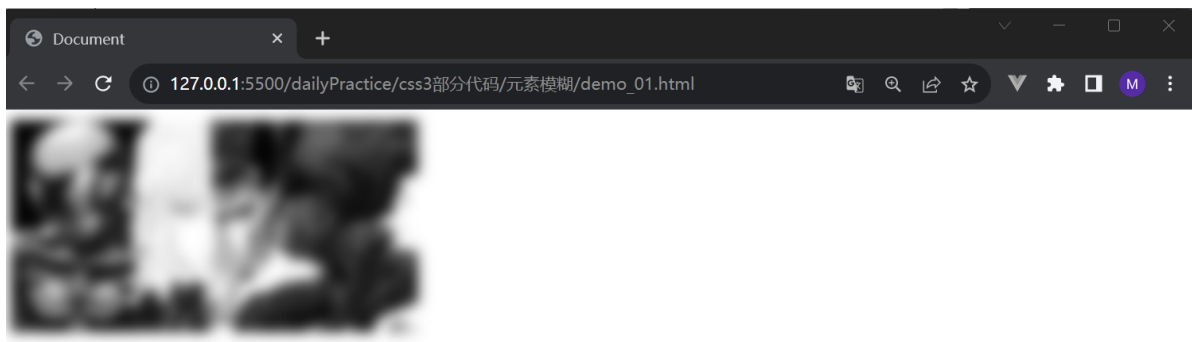 Document
127.0.0.1:5500/dailyPractice/css3部分代码/元素模糊/demo_01.html
M